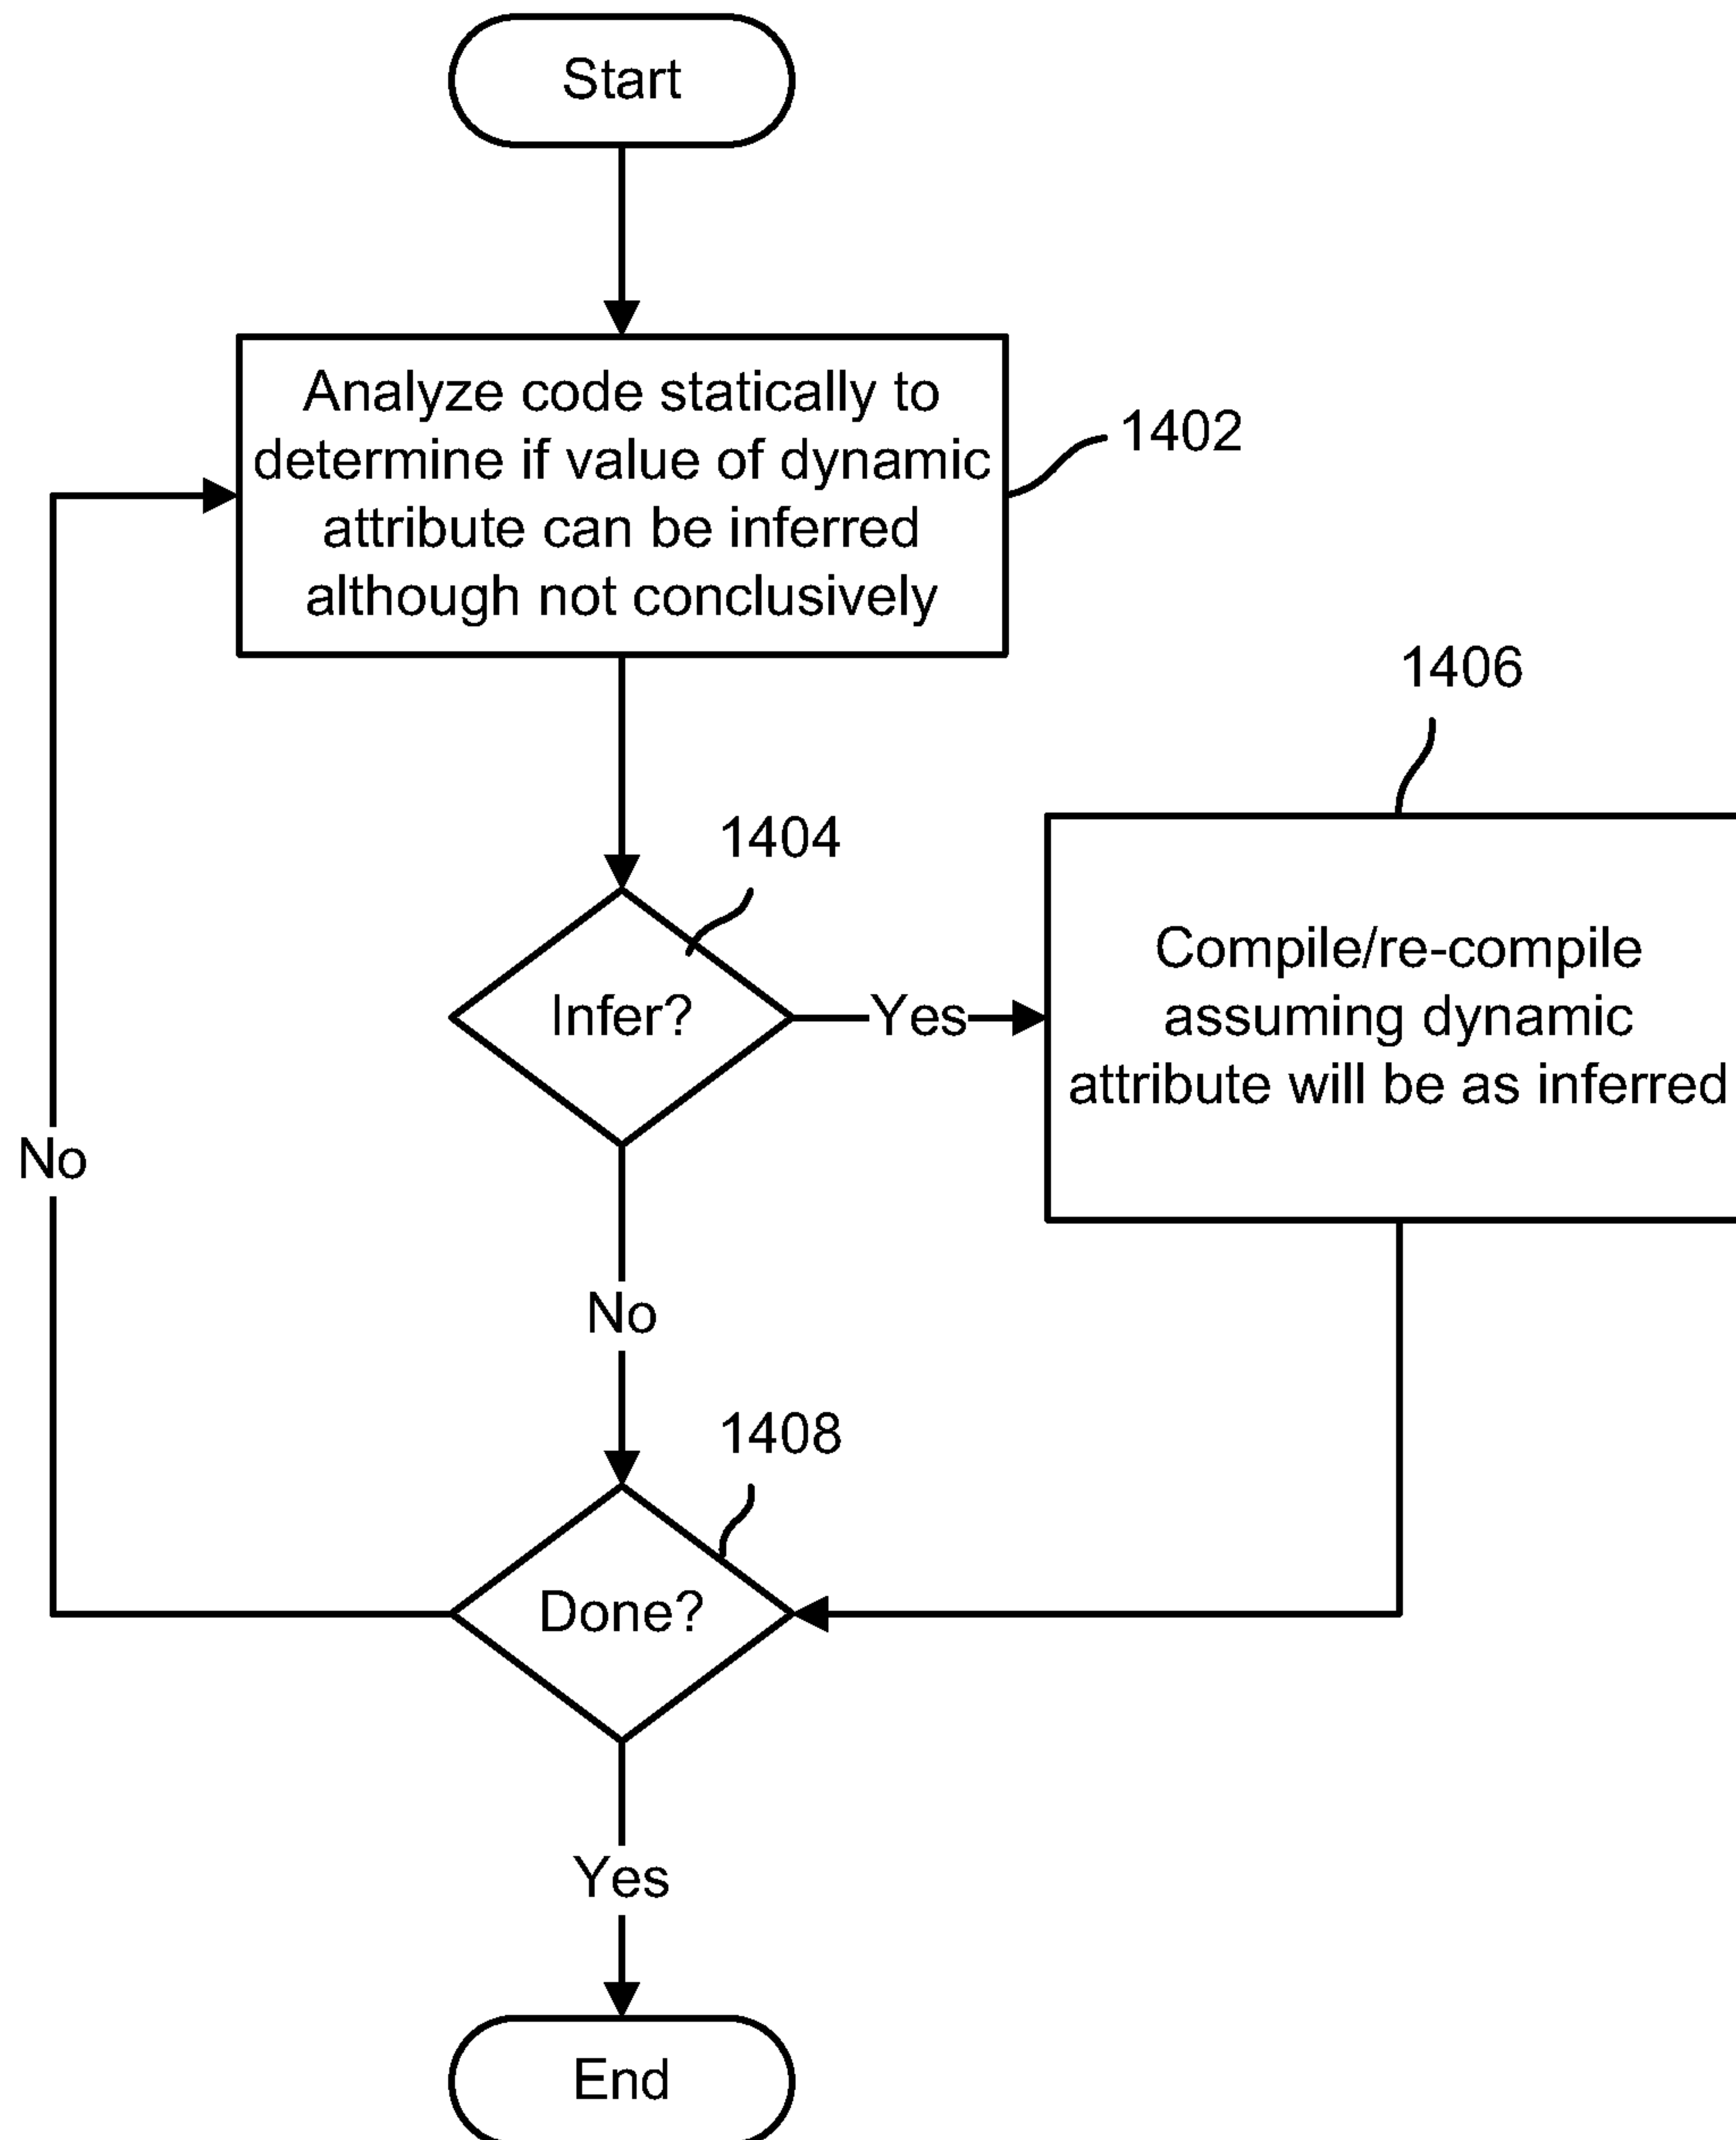 Start
Analyze code statically to
determine if value of dynamic
attribute can be inferred
although not conclusively
1402
1406
1404
Infer?
Yes
Compile/re-compile
assuming dynamic
attribute will be as inferred
No
No
1408
Done?
Yes
End